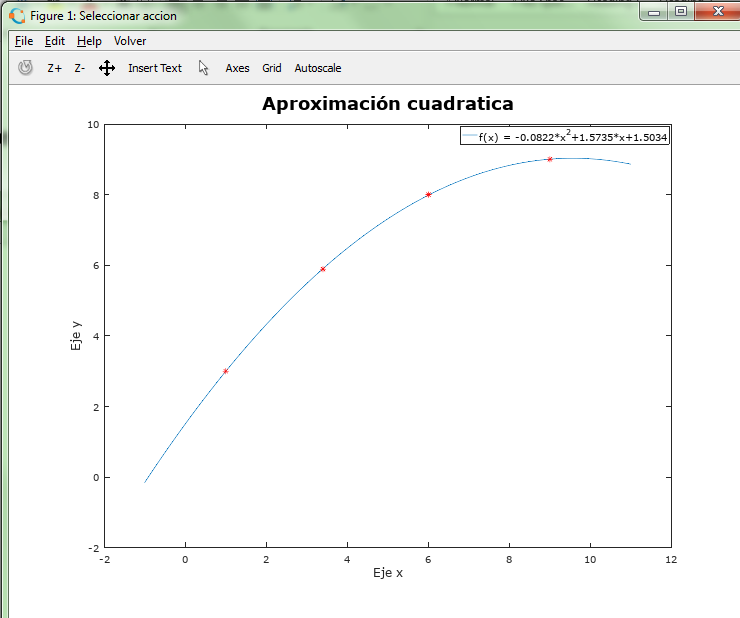 Figure 1: Seleccionar accion
File Edit Help Volver
Z+ Z- Insert Text Axes Grid Autoscale
Aproximación cuadratica
f(x) = -0.0822*x²+1.5735*x+1.5034
10
8
6
4
2
0
-2
Eje y
-2 0 2 4 6 8 10 12
Eje x